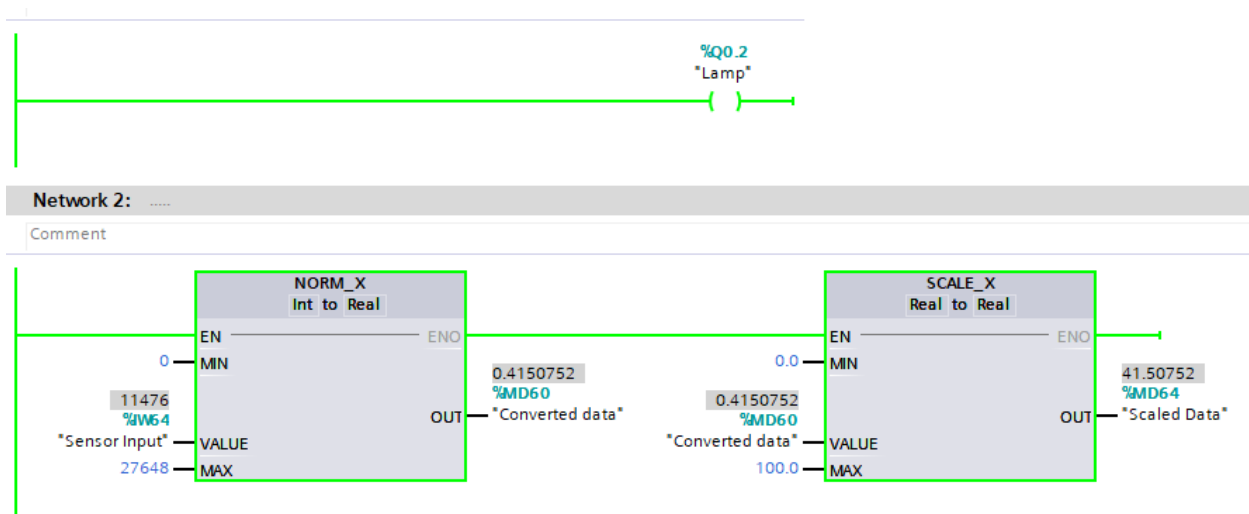 %Q0.2
"Lamp"
Network 2: .....
Comment
NORM_X
Int to Real
EN
ENO
0
MIN
11476
%IW64
"Sensor Input"
VALUE
27648
MAX
OUT
0.4150752
%MD60
"Converted data"
SCALE_X
Real to Real
EN
ENO
0.0
MIN
0.4150752
%MD60
"Converted data"
VALUE
100.0
MAX
OUT
41.50752
%MD64
"Scaled Data"